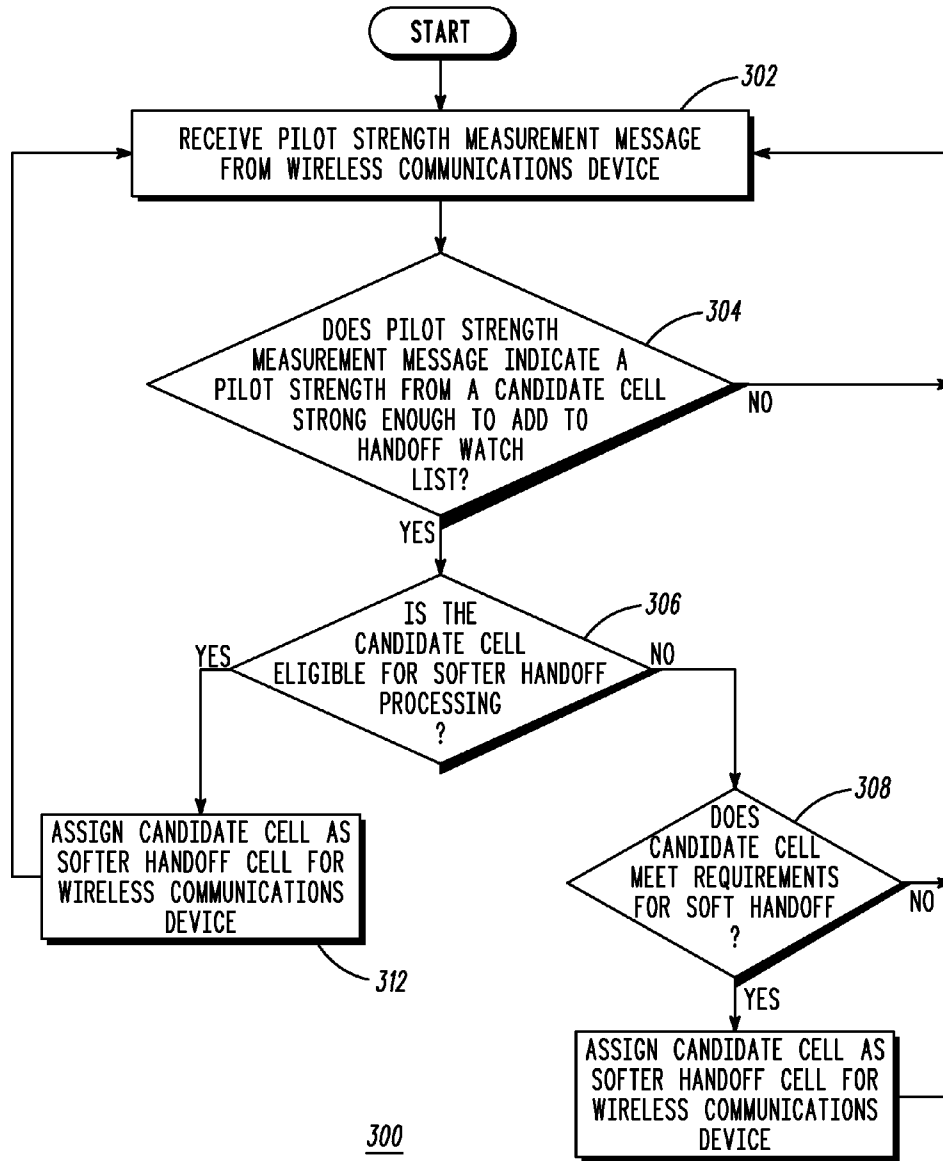 START
302
RECEIVE PILOT STRENGTH MEASUREMENT MESSAGE
FROM WIRELESS COMMUNICATIONS DEVICE
304
DOES PILOT STRENGTH
MEASUREMENT MESSAGE INDICATE A
PILOT STRENGTH FROM A CANDIDATE CELL
STRONG ENOUGH TO ADD TO
HANDOFF WATCH
LIST?
NO
YES
306
IS THE
CANDIDATE CELL
ELIGIBLE FOR SOFTER HANDOFF
PROCESSING
?
YES
NO
308
DOES
CANDIDATE CELL
MEET REQUIREMENTS
FOR SOFT HANDOFF
?
NO
YES
ASSIGN CANDIDATE CELL AS
SOFTER HANDOFF CELL FOR
WIRELESS COMMUNICATIONS
DEVICE
312
ASSIGN CANDIDATE CELL AS
SOFTER HANDOFF CELL FOR
WIRELESS COMMUNICATIONS
DEVICE
300